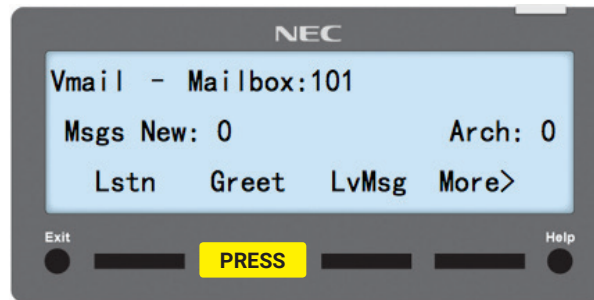 NEC
Vmail - Mailbox:101
Msgs New: 0 Arch: 0
Lstn Greet LvMsg More>
Exit Help
PRESS